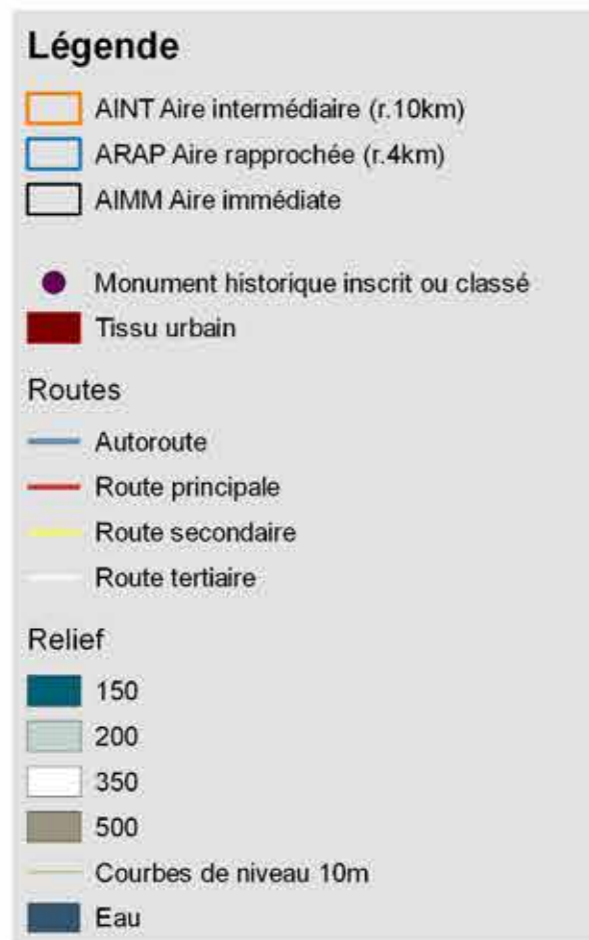 Légende
AINT Aire intermédiaire (r.10km)
ARAP Aire rapprochée (r.4km)
AIMM Aire immédiate
Monument historique inscrit ou classé
Tissu urbain
Routes
Autoroute
Route principale
Route secondaire
Route tertiaire
Relief
150
200
350
500
Courbes de niveau 10m
Eau